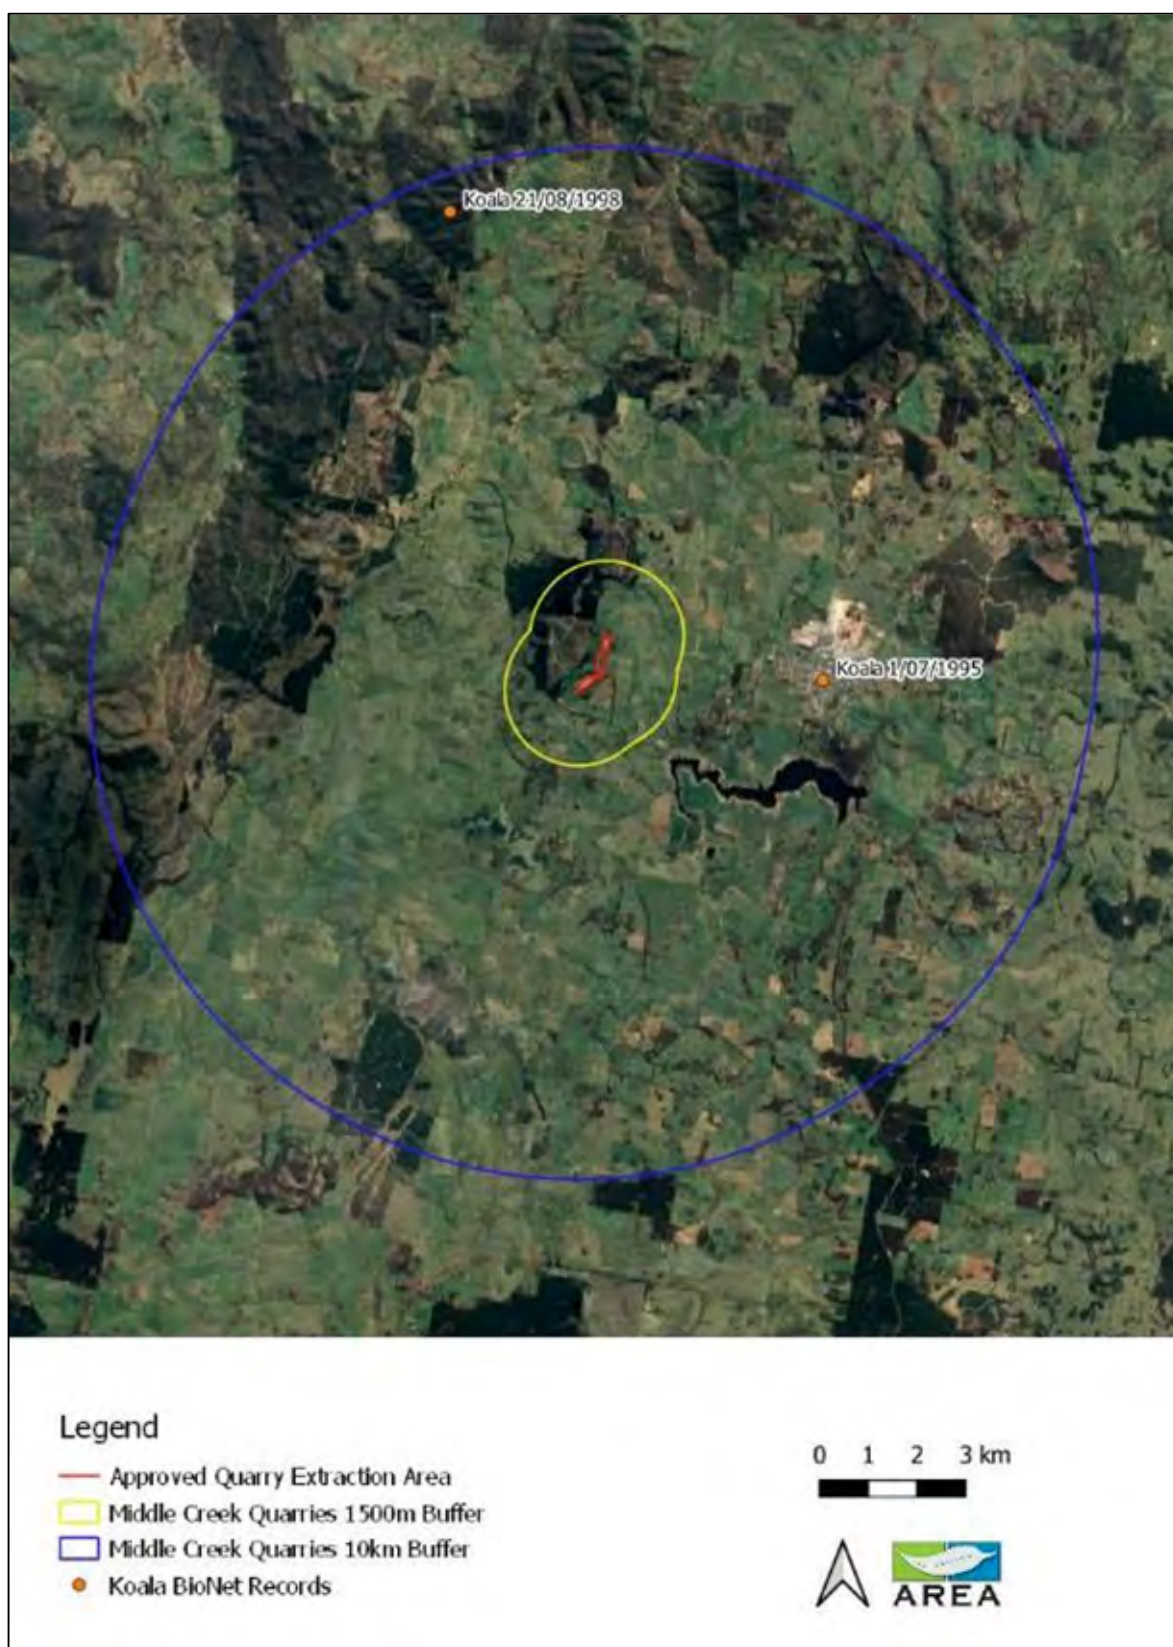 Koala 21/08/1998
Koala 1/07/1995
Legend
Approved Quarry Extraction Area
Middle Creek Quarries 1500m Buffer
Middle Creek Quarries 10km Buffer
Koala BioNet Records
0 1 2 3 km
AREA